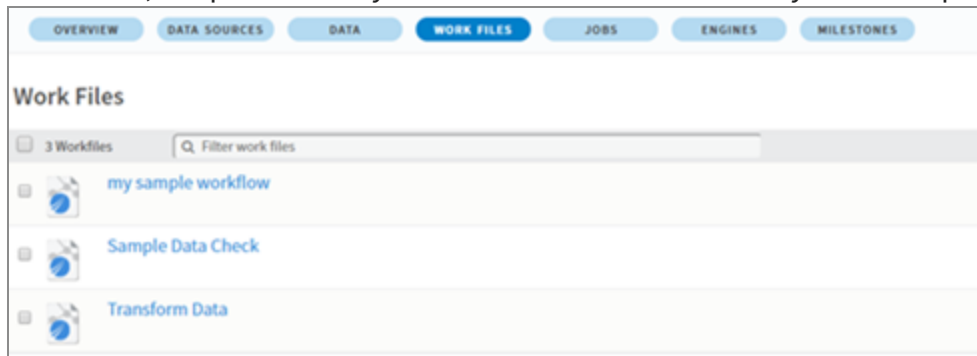 OVERVIEW DATA SOURCES DATA WORK FILES JOBS ENGINES MILESTONES
Work Files
3 Workfiles Filter work files
my sample workflow
Sample Data Check
Transform Data